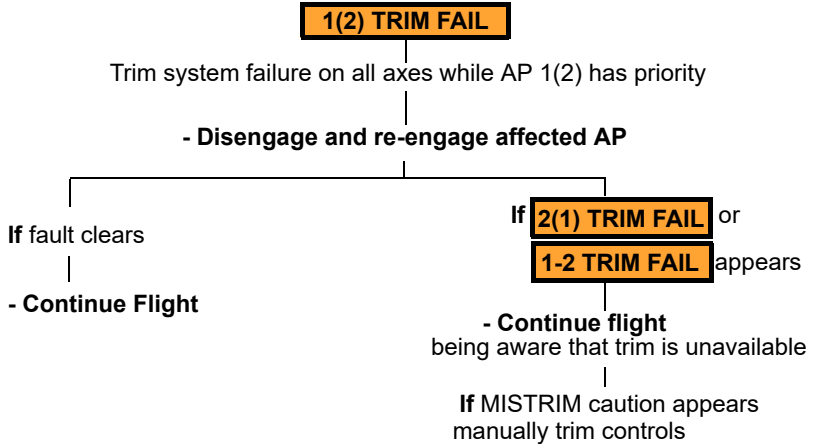 1(2) TRIM FAIL
Trim system failure on all axes while AP 1(2) has priority
- Disengage and re-engage affected AP
If fault clears
- Continue Flight
If 2(1) TRIM FAIL or
1-2 TRIM FAIL appears
- Continue flight
being aware that trim is unavailable
If MISTRIM caution appears
manually trim controls